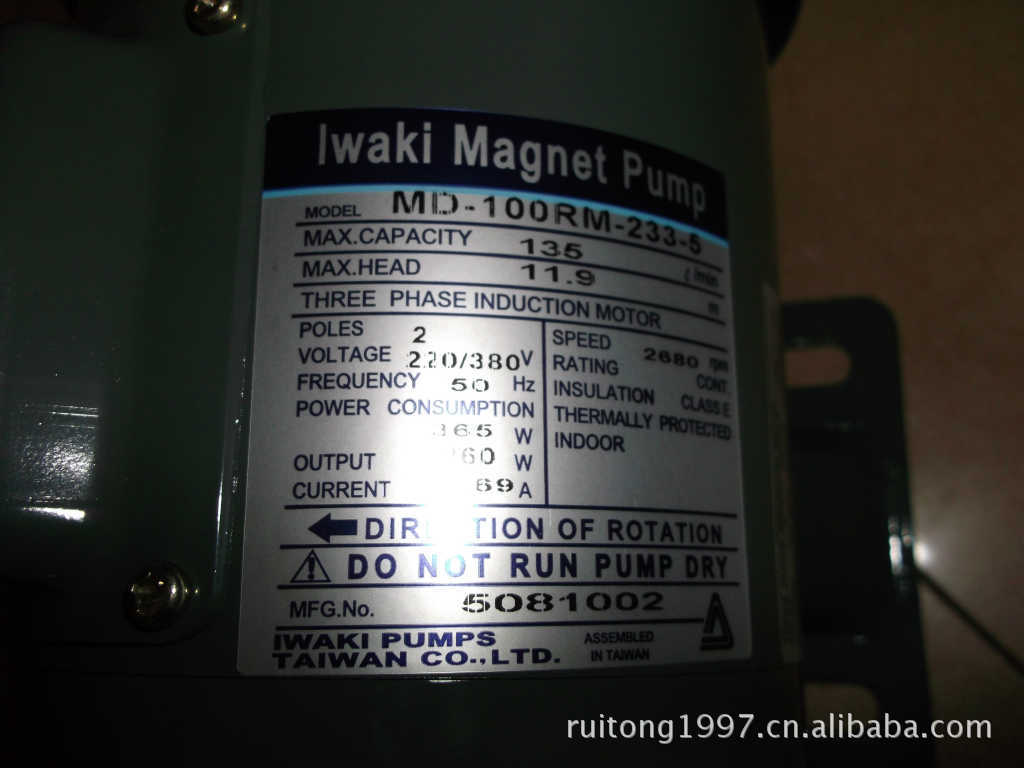 Iwaki Magnet Pump
MODEL MD-100RM-233-5
MAX.CAPACITY 135 ℓ/min
MAX.HEAD 11.9 m
THREE PHASE INDUCTION MOTOR
POLES 2
VOLTAGE 220/380V
FREQUENCY 50 Hz
POWER CONSUMPTION
365 W
OUTPUT W
CURRENT A
SPEED 2680 rpm
RATING CONT.
INSULATION CLASS E
THERMALLY PROTECTED
INDOOR
DIRECTION OF ROTATION
DO NOT RUN PUMP DRY
MFG.No. 5081002
IWAKI PUMPS
TAIWAN CO.,LTD.
ASSEMBLED
IN TAIWAN
ruitong1997.cn.alibaba.com